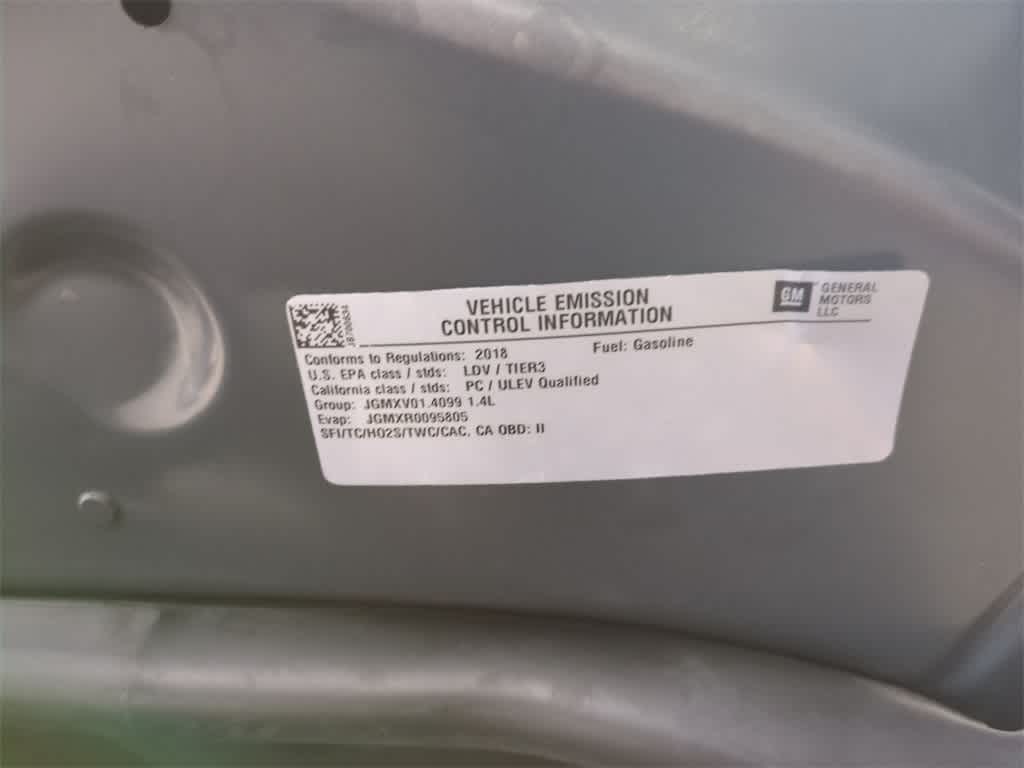 VEHICLE EMISSION
CONTROL INFORMATION
GM GENERAL
MOTORS
LLC
Conforms to Regulations: 2018 Fuel: Gasoline
U.S. EPA class / stds: LDV / TIER3
California class / stds: PC / ULEV Qualified
Group: JGMXV01.4099 1.4L
Evap: JGMXR0095805
SFI/TC/HO2S/TWC/CAC, CA OBD: II